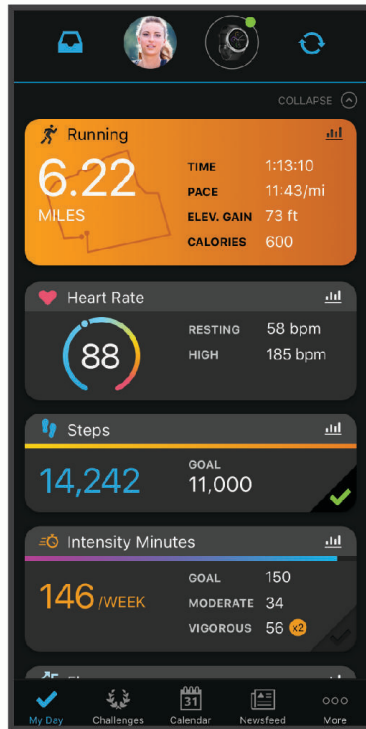 COLLAPSE
Running
6.22
MILES
TIME 1:13:10
PACE 11:43/mi
ELEV. GAIN 73 ft
CALORIES 600
Heart Rate
88
RESTING 58 bpm
HIGH 185 bpm
Steps
14,242
GOAL
11,000
Intensity Minutes
146 /WEEK
GOAL 150
MODERATE 34
VIGOROUS 56 x2
31
My Day Challenges Calendar Newsfeed More